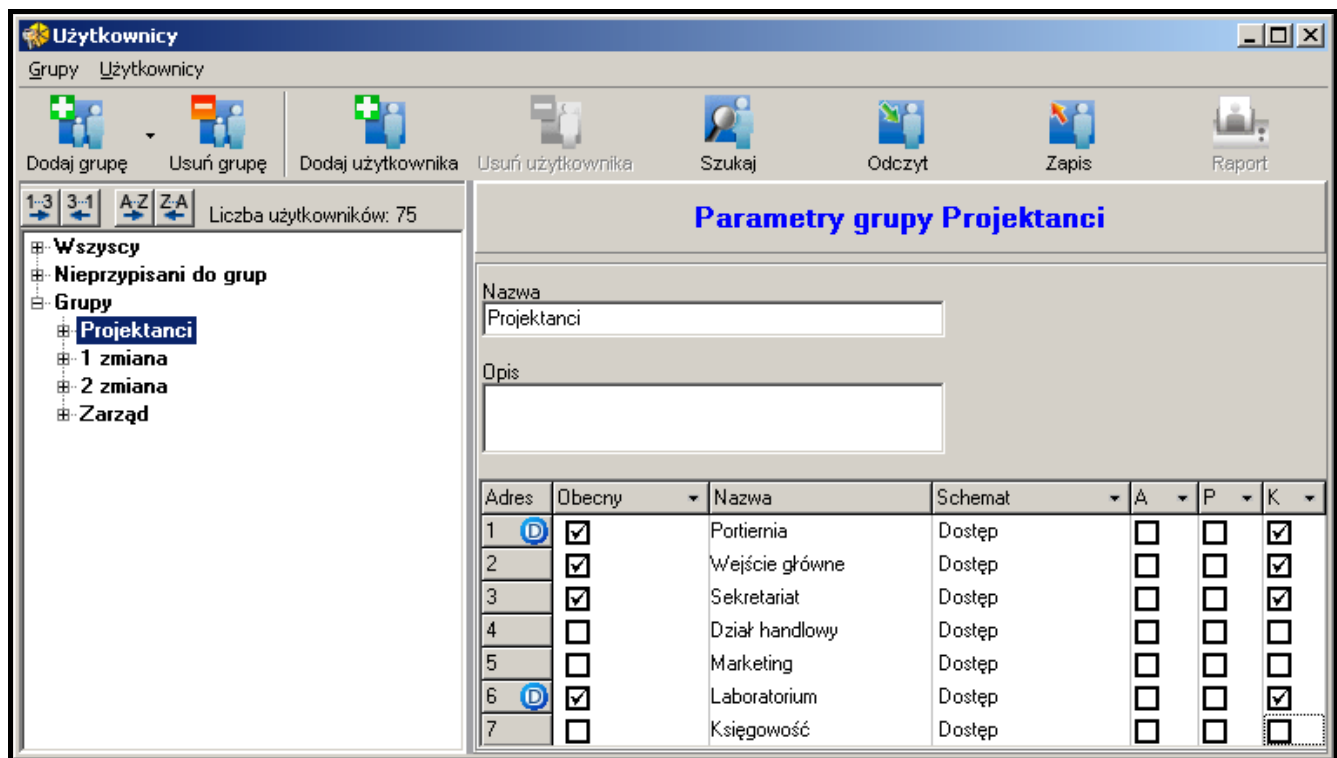 Użytkownicy
Grupy Użytkownicy
Dodaj grupę Usuń grupę Dodaj użytkownika Usuń użytkownika Szukaj Odczyt Zapis Raport
1··3 3··1 A··Z Z··A Liczba użytkowników: 75
Wszyscy
Nieprzypisani do grup
Grupy
Projektanci
1 zmiana
2 zmiana
Zarząd
Parametry grupy Projektanci
Nazwa
Projektanci
Opis
Adres Obecny Nazwa Schemat A P K
1 D Portiernia Dostęp
2 Wejście główne Dostęp
3 Sekretariat Dostęp
4 Dział handlowy Dostęp
5 Marketing Dostęp
6 D Laboratorium Dostęp
7 Księgowość Dostęp